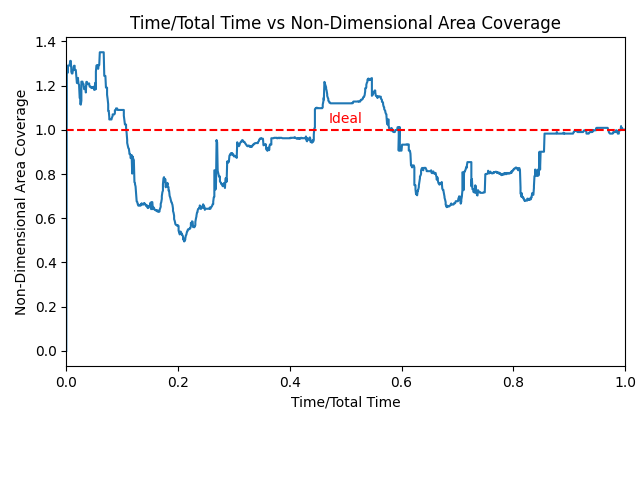 Time/Total Time vs Non-Dimensional Area Coverage
Non-Dimensional Area Coverage
1.4
1.2
1.0
0.8
0.6
0.4
0.2
0.0
Ideal
0.0 0.2 0.4 0.6 0.8 1.0
Time/Total Time